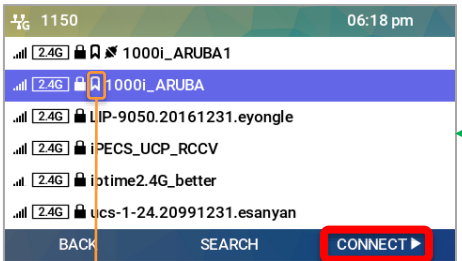 1150 06:18 pm
2.4G 1000i_ARUBA1
2.4G 1000i_ARUBA
2.4G LIP-9050.20161231.eyongle
2.4G iPECS_UCP_RCCV
2.4G iptime2.4G_better
2.4G ucs-1-24.20991231.esanyan
BACK SEARCH CONNECT